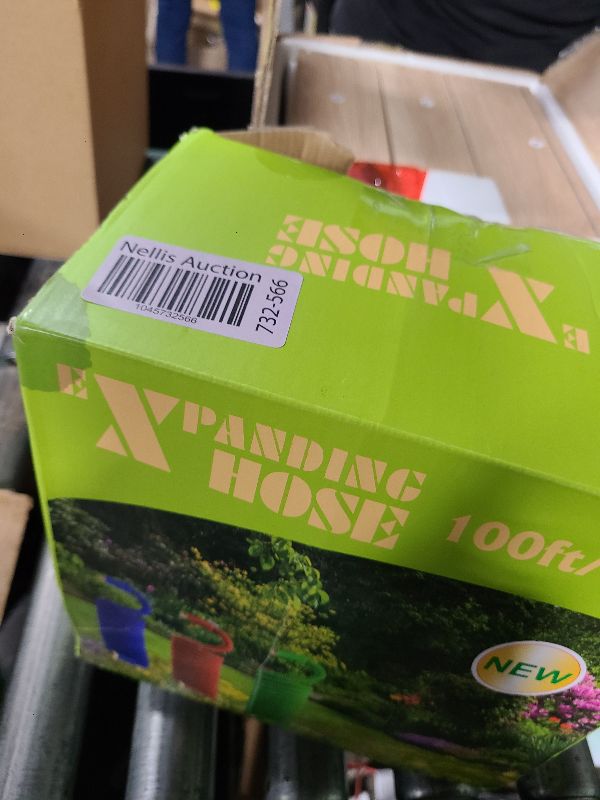 EXPANDING
HOSE
Nellis Auction
1045732566
732-566
EXPANDING
HOSE
100ft/
NEW